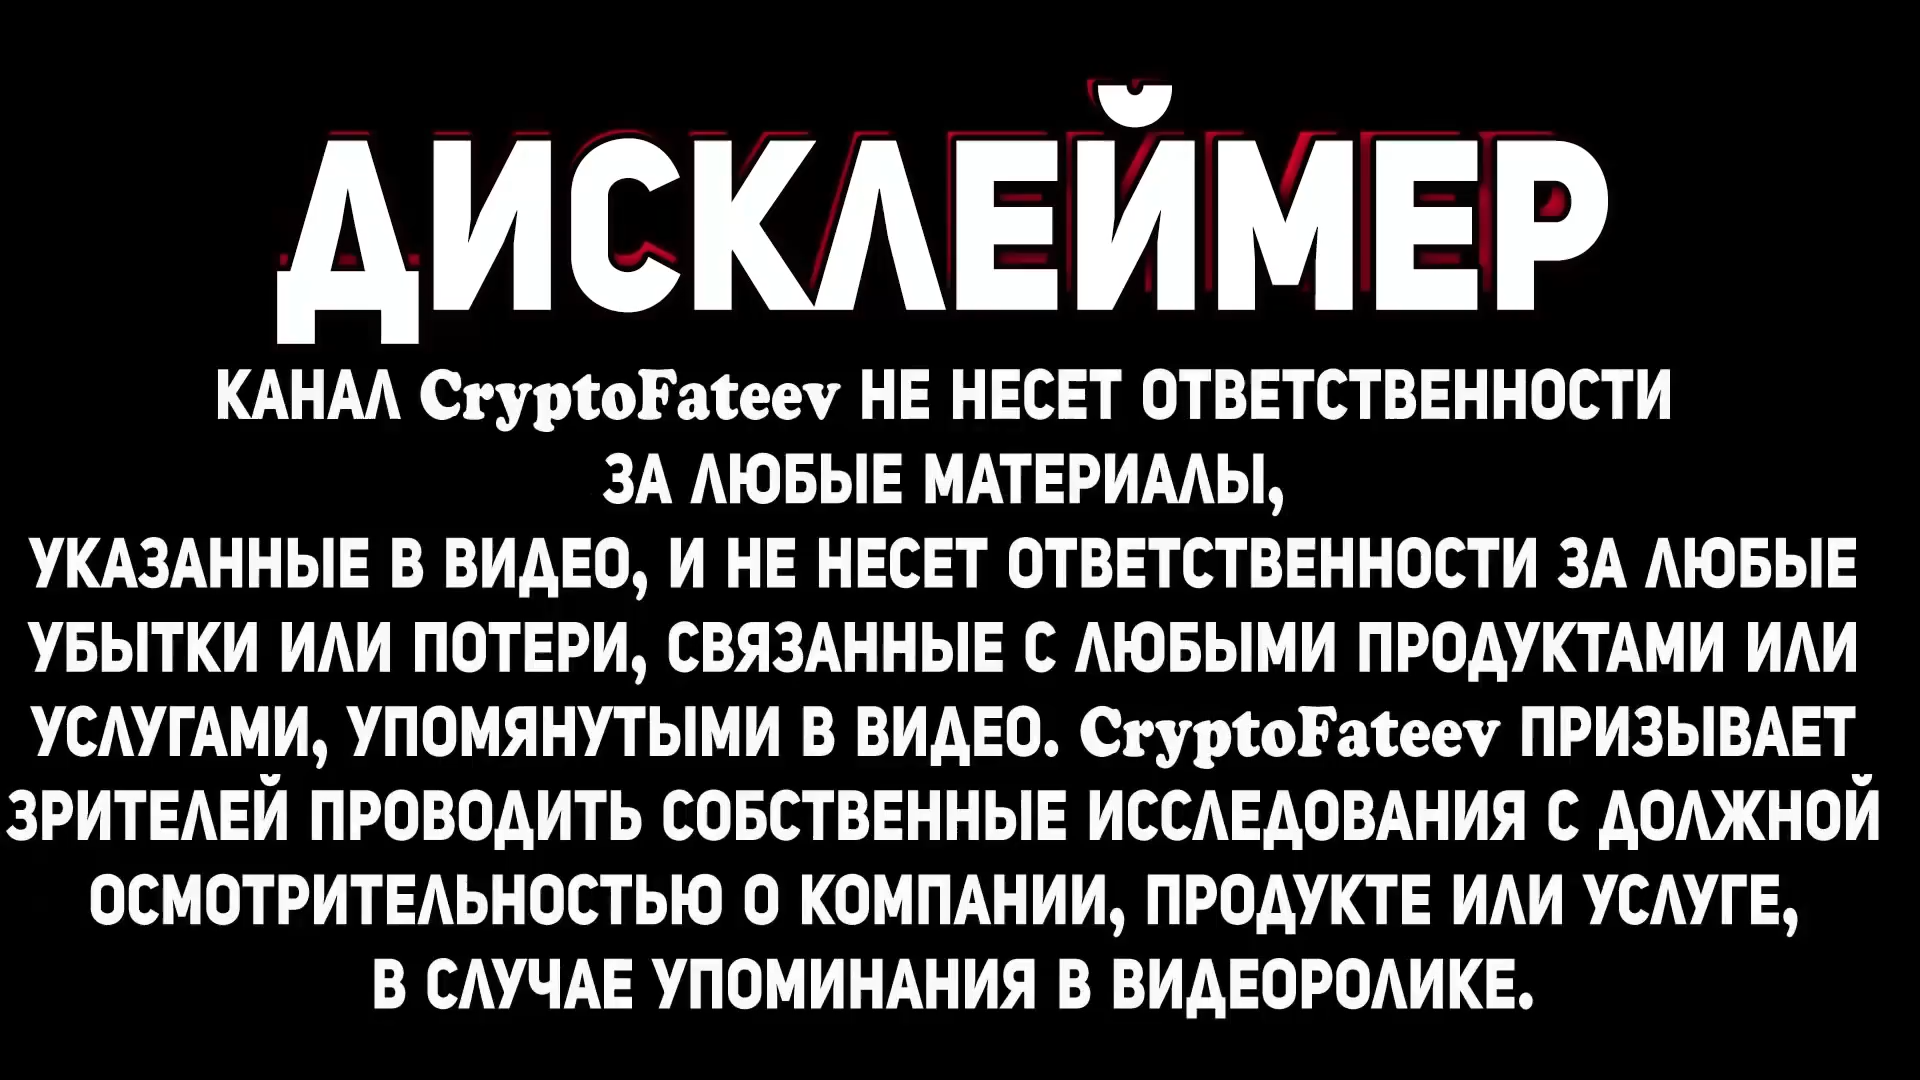 ДИСКЛЕЙМЕР
КАНАЛ CryptoFateev НЕ НЕСЕТ ОТВЕТСТВЕННОСТИ
ЗА ЛЮБЫЕ МАТЕРИАЛЫ,
УКАЗАННЫЕ В ВИДЕО, И НЕ НЕСЕТ ОТВЕТСТВЕННОСТИ ЗА ЛЮБЫЕ
УБЫТКИ ИЛИ ПОТЕРИ, СВЯЗАННЫЕ С ЛЮБЫМИ ПРОДУКТАМИ ИЛИ
УСЛУГАМИ, УПОМЯНУТЫМИ В ВИДЕО. CryptoFateev ПРИЗЫВАЕТ
ЗРИТЕЛЕЙ ПРОВОДИТЬ СОБСТВЕННЫЕ ИССЛЕДОВАНИЯ С ДОЛЖНОЙ
ОСМОТРИТЕЛЬНОСТЬЮ О КОМПАНИИ, ПРОДУКТЕ ИЛИ УСЛУГЕ,
В СЛУЧАЕ УПОМИНАНИЯ В ВИДЕОРОЛИКЕ.